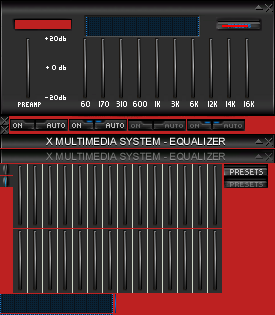 +20db
+0 db
-20db
PREAMP 60 170 310 600 1K 3K 6K 12K 14K 16K
ON AUTO ON AUTO ON AUTO ON AUTO
X MULTIMEDIA SYSTEM - EQUALIZER
X MULTIMEDIA SYSTEM - EQUALIZER
PRESETS
PRESETS